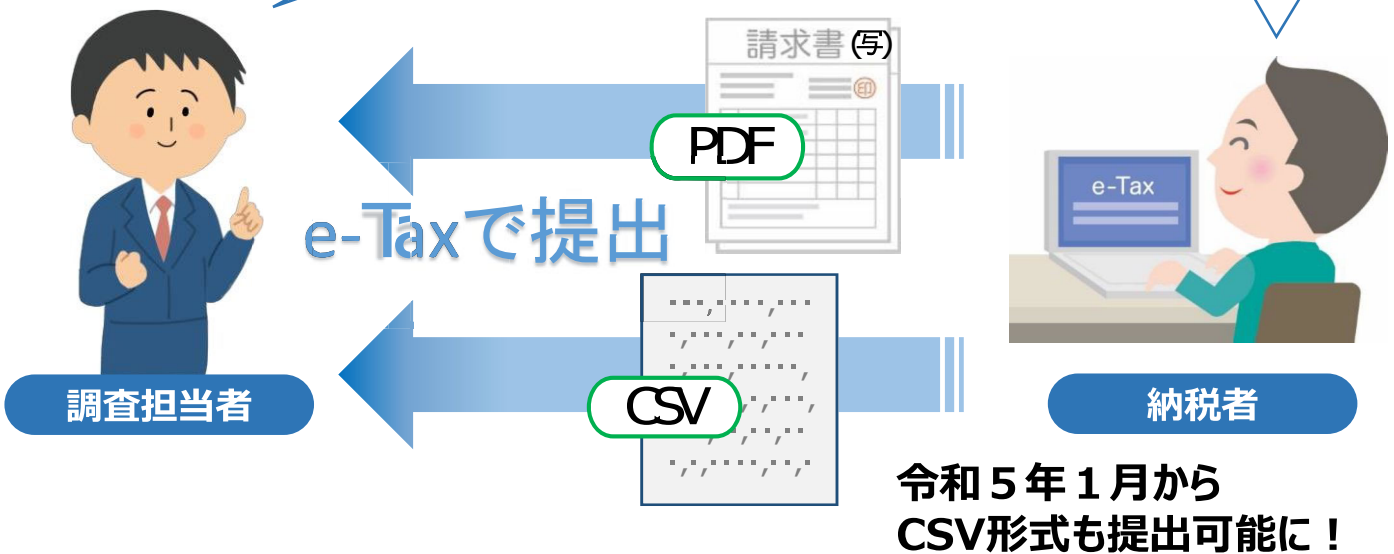 請求書(写)
印
PDF
e-Tax
e-Taxで提出
CSV
調査担当者
納税者
令和５年１月から
CSV形式も提出可能に！